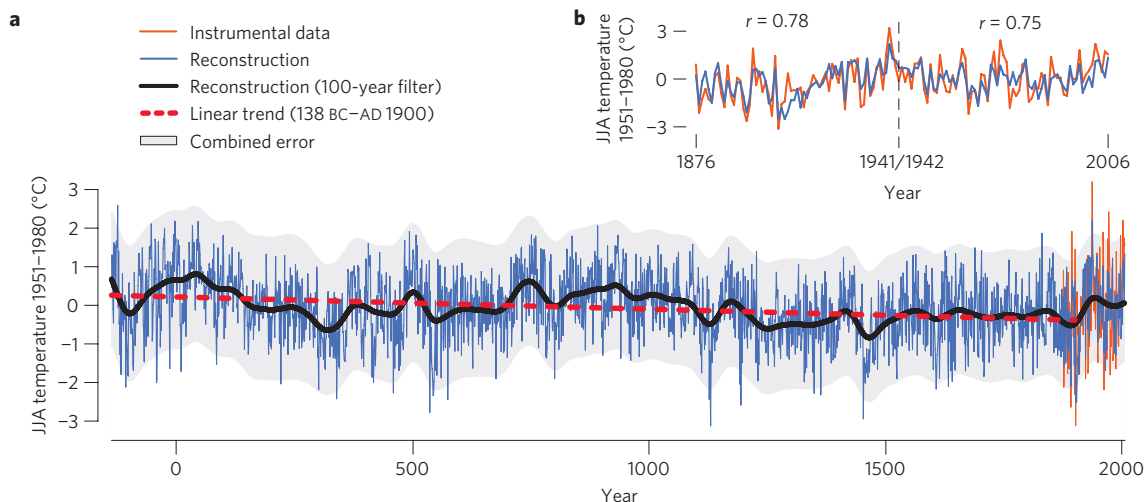 a
Instrumental data
Reconstruction
Reconstruction (100-year filter)
Linear trend (138 BC–AD 1900)
Combined error
b
r = 0.78
r = 0.75
JJA temperature
1951–1980 (°C)
3
0
−3
1876
1941/1942
2006
Year
JJA temperature 1951–1980 (°C)
3
2
1
0
−1
−2
−3
0
500
1000
1500
2000
Year